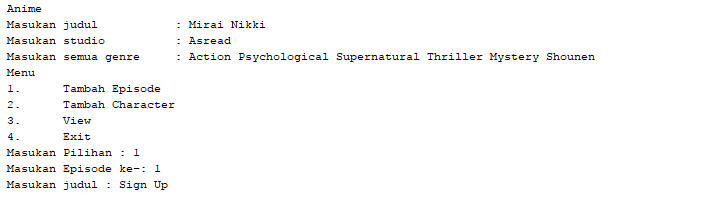 Anime
Masukan judul : Mirai Nikki
Masukan studio : Asread
Masukan semua genre : Action Psychological Supernatural Thriller Mystery Shounen
Menu
1. Tambah Episode
2. Tambah Character
3. View
4. Exit
Masukan Pilihan : 1
Masukan Episode ke-: 1
Masukan judul : Sign Up